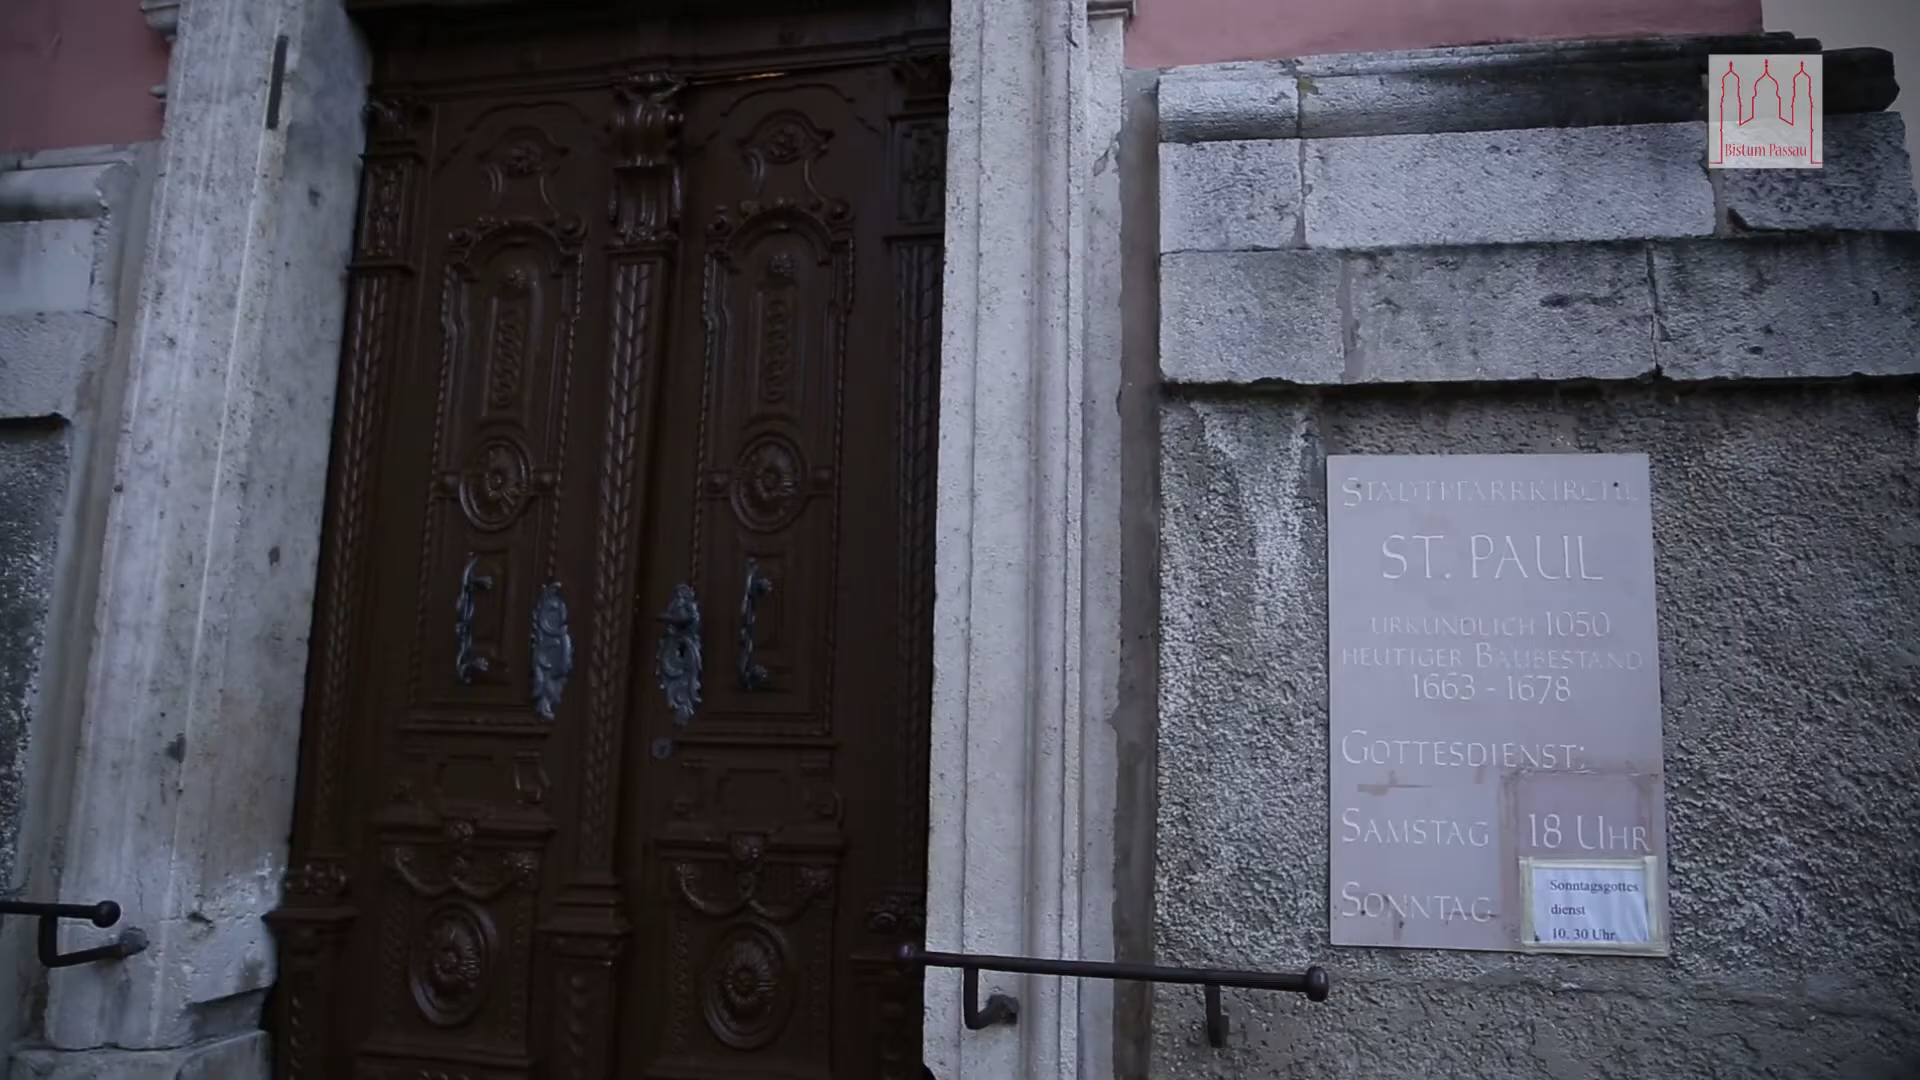 Bistum Passau
STADTPFARRKIRCHE
ST. PAUL
URKUNDLICH 1050
HEUTIGER BAUBESTAND
1663 - 1678
GOTTESDIENST:
SAMSTAG 18 UHR
SONNTAG
Sonntagsgottes
dienst
10. 30 Uhr